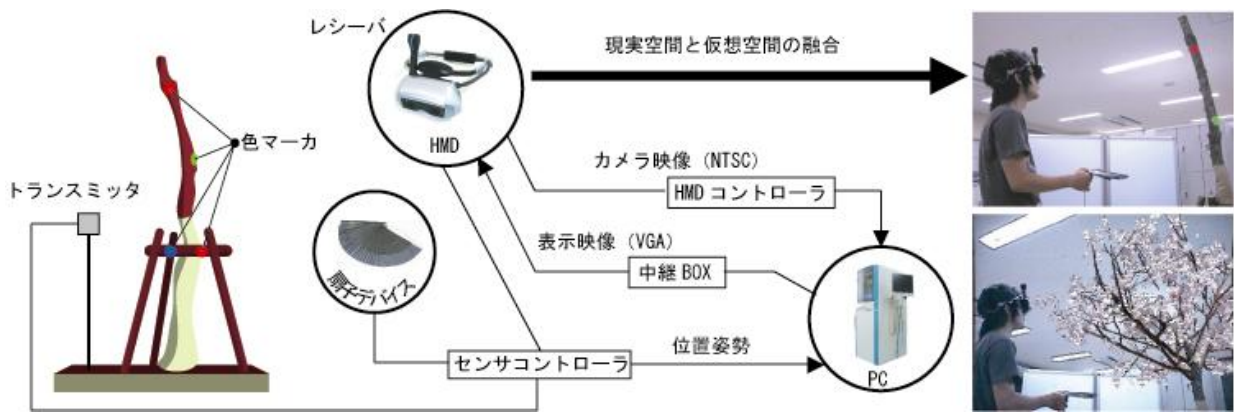 レシーバ
現実空間と仮想空間の融合
HMD
色マーカ
カメラ映像(NTSC)
トランスミッタ
HMD コントローラ
表示映像(VGA)
中継 BOX
扇子デバイス
位置姿勢
センサコントローラ
PC